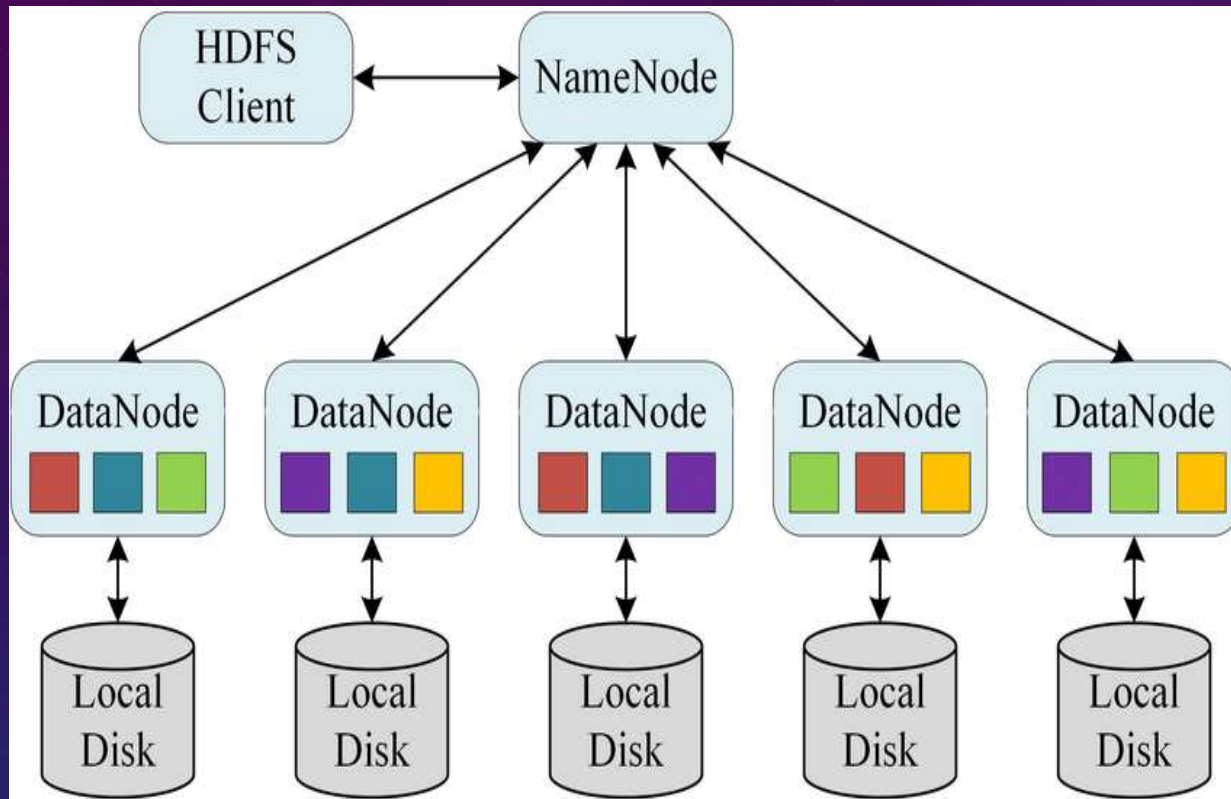 HDFS
Client
NameNode
DataNode
DataNode
DataNode
DataNode
DataNode
Local
Disk
Local
Disk
Local
Disk
Local
Disk
Local
Disk